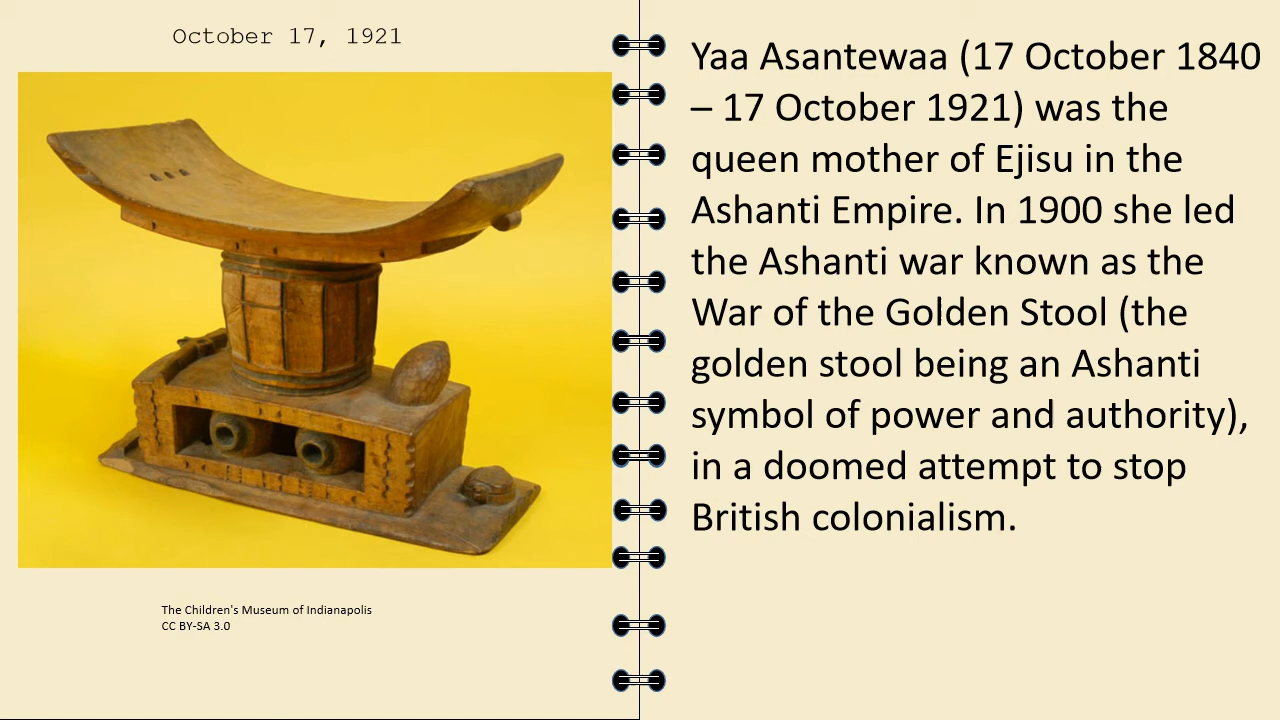 October 17, 1921
The Children's Museum of Indianapolis
CC BY-SA 3.0
Yaa Asantewaa (17 October 1840
– 17 October 1921) was the
queen mother of Ejisu in the
Ashanti Empire. In 1900 she led
the Ashanti war known as the
War of the Golden Stool (the
golden stool being an Ashanti
symbol of power and authority),
in a doomed attempt to stop
British colonialism.